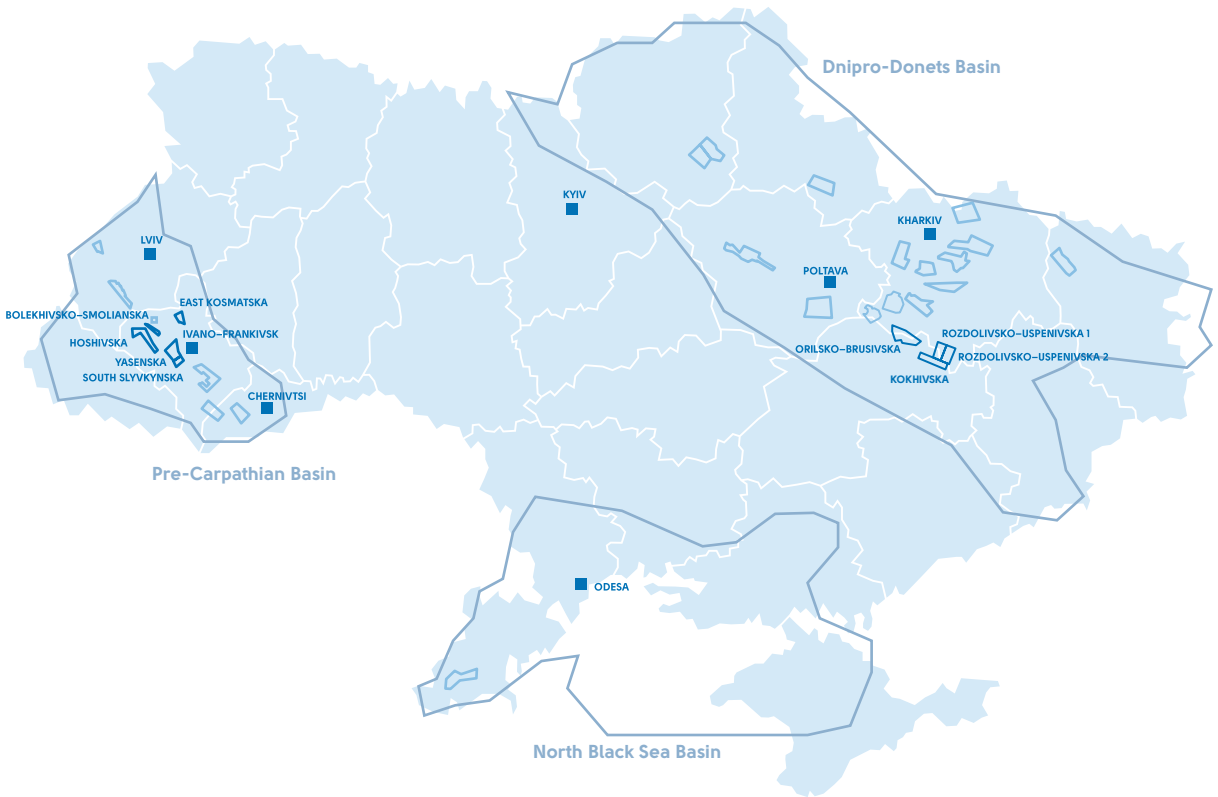 Dnipro-Donets Basin
KYIV
KHARKIV
LVIV
POLTAVA
EAST KOSMATSKA
BOLEKHIVSKO–SMOLIANSKA
IVANO–FRANKIVSK
ROZDOLIVSKO–USPENIVSKA 1
HOSHIVSKA
ORILSKO–BRUSIVSKA
ROZDOLIVSKO–USPENIVSKA 2
YASENSKA
SOUTH SLYVKYNSKA
KOKHIVSKA
CHERNIVTSI
Pre-Carpathian Basin
ODESA
North Black Sea Basin